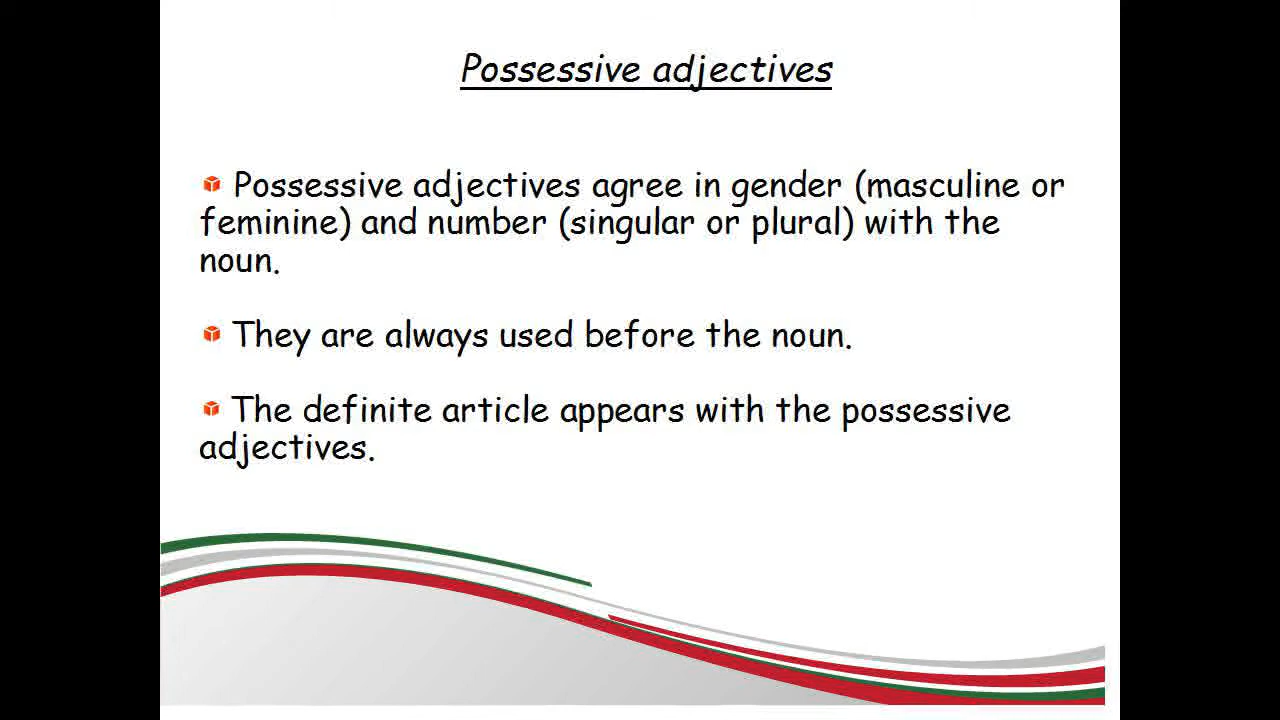 Possessive adjectives
Possessive adjectives agree in gender (masculine or
feminine) and number (singular or plural) with the
noun.
They are always used before the noun.
The definite article appears with the possessive
adjectives.